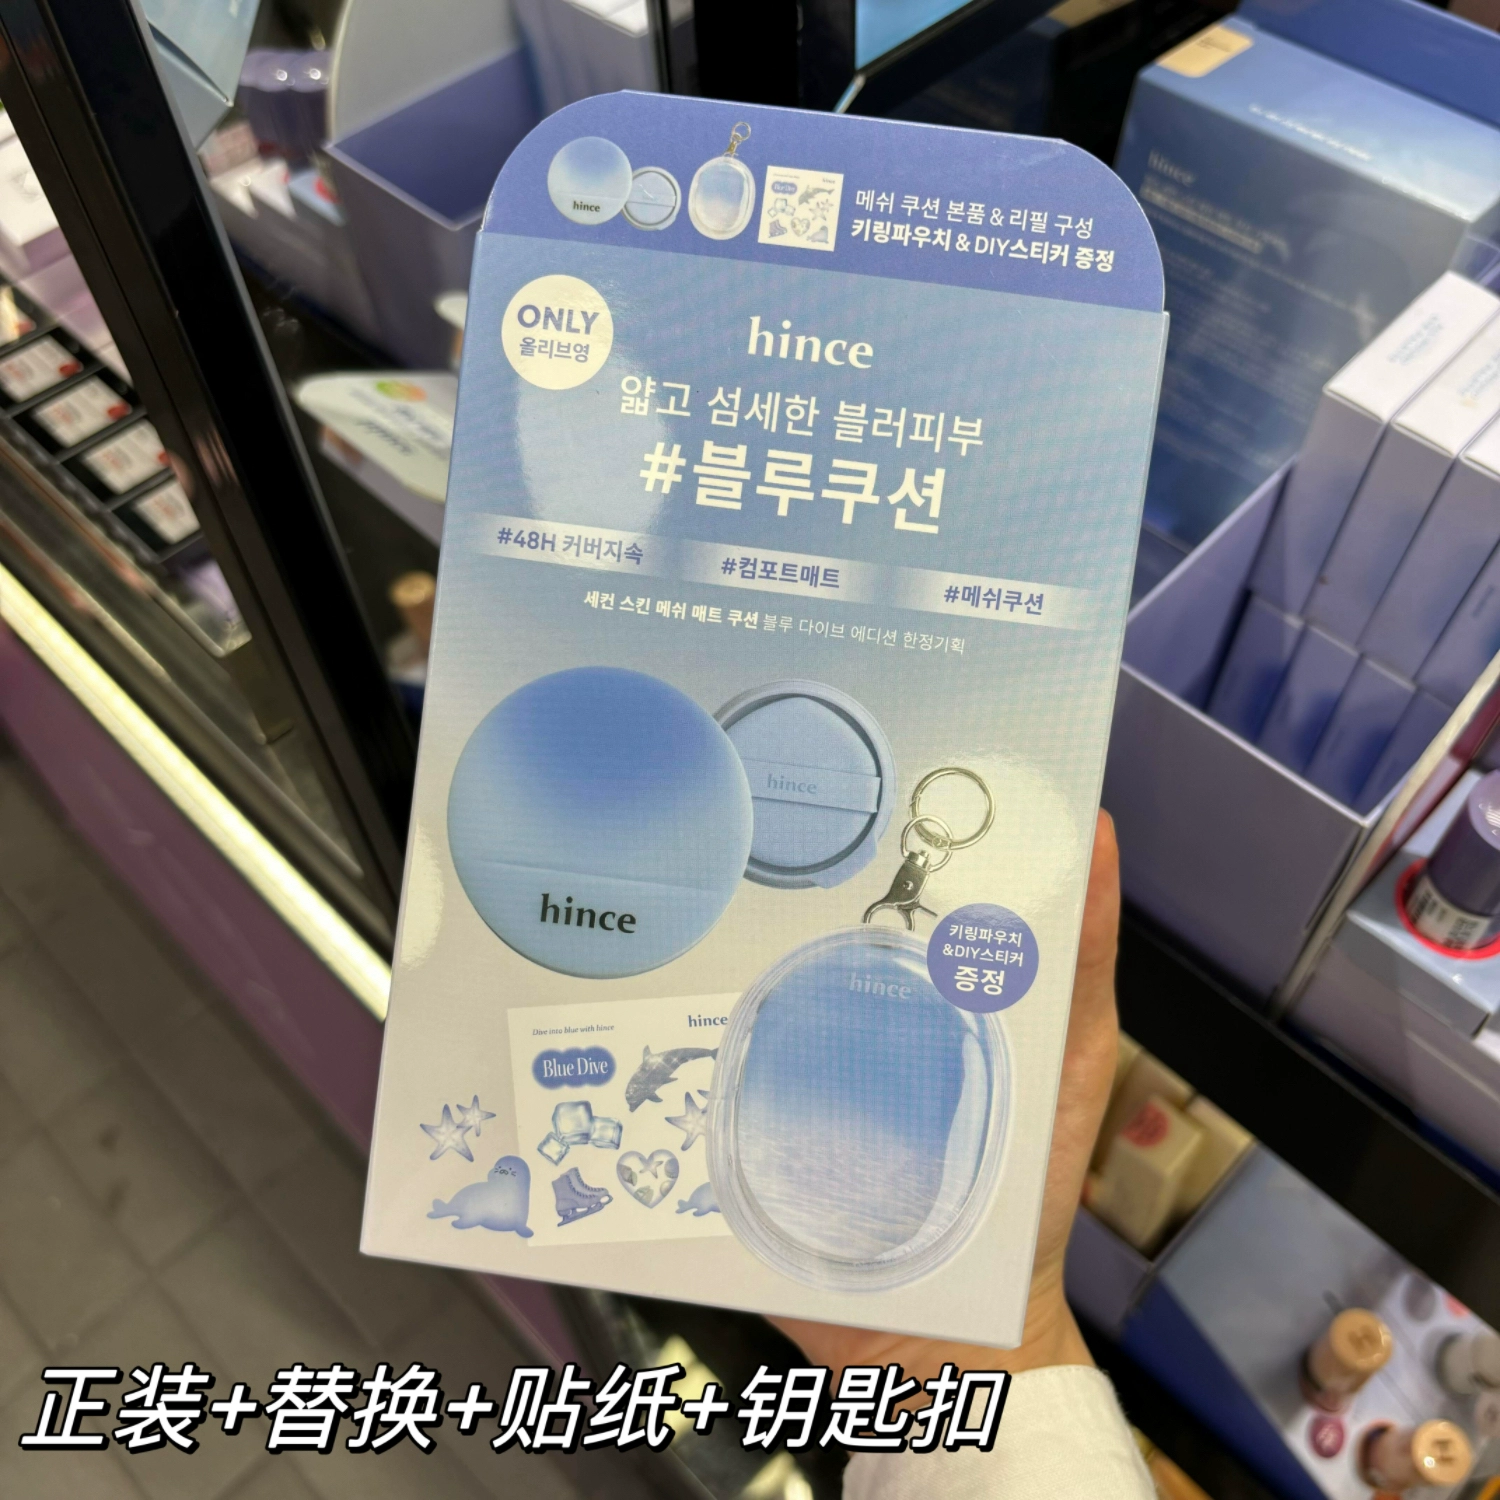 hince
메쉬 쿠션 본품 & 리필 구성
키링파우치 & DIY스티커 증정
ONLY
올리브영
hince
얇고 섬세한 블러피부
#블루쿠션
#48H 커버지속
#컴포트매트
#메쉬쿠션
세컨 스킨 메쉬 매트 쿠션 블루 다이브 에디션 한정기획
hince
hince
키링파우치
&DIY스티커
증정
hince
Dive into blue with hince
hince
Blue Dive
正装+替换+贴纸+钥匙扣